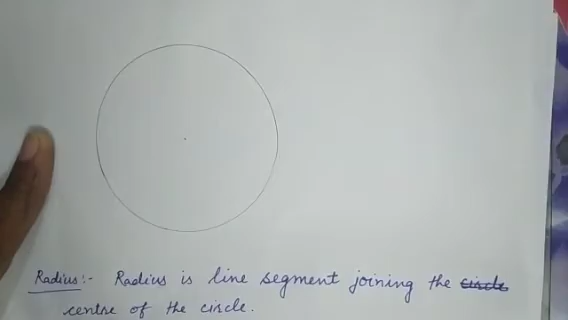 Radius:- Radius is line segment joining the circle
centre of the circle.